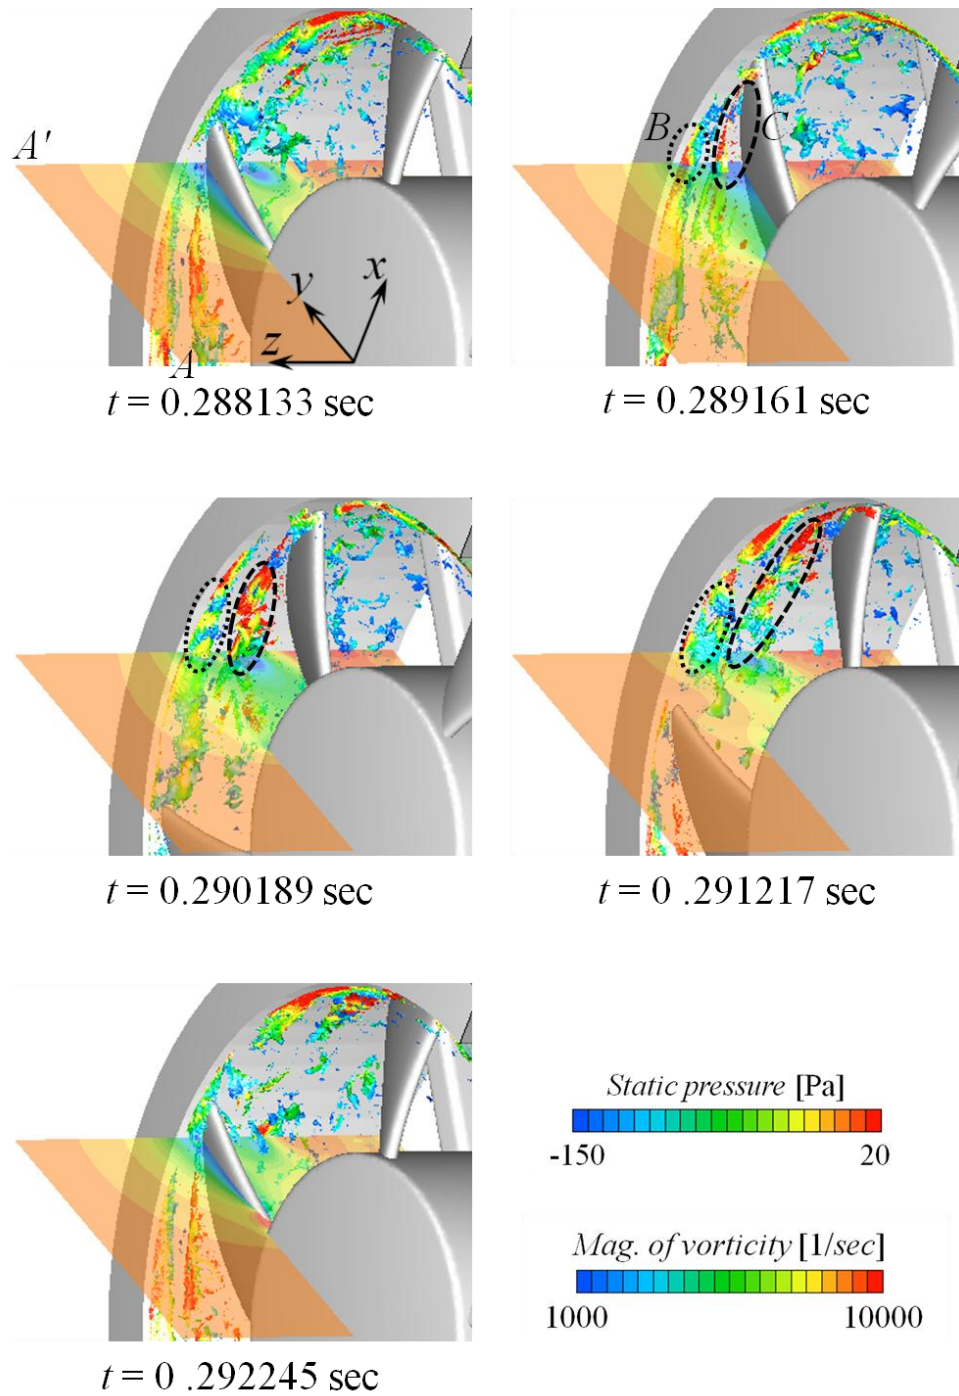 A'
B
C
x
y
z
A
t = 0.288133 sec
t = 0.289161 sec
t = 0.290189 sec
t = 0 .291217 sec
t = 0 .292245 sec
Static pressure [Pa]
-150 20
Mag. of vorticity [1/sec]
1000 10000